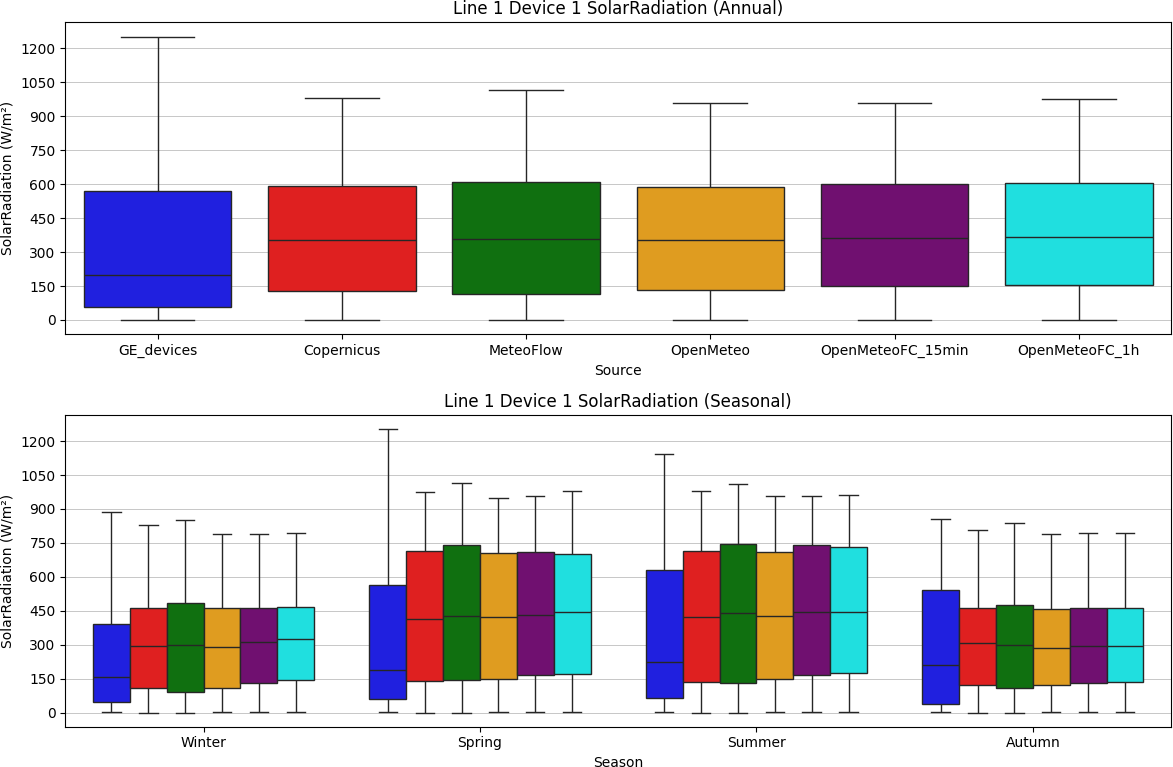 Line 1 Device 1 SolarRadiation (Annual)
SolarRadiation (W/m²)
1200
1050
900
750
600
450
300
150
0
GE_devices Copernicus MeteoFlow OpenMeteo OpenMeteoFC_15min OpenMeteoFC_1h
Source
Line 1 Device 1 SolarRadiation (Seasonal)
SolarRadiation (W/m²)
1200
1050
900
750
600
450
300
150
0
Winter Spring Summer Autumn
Season